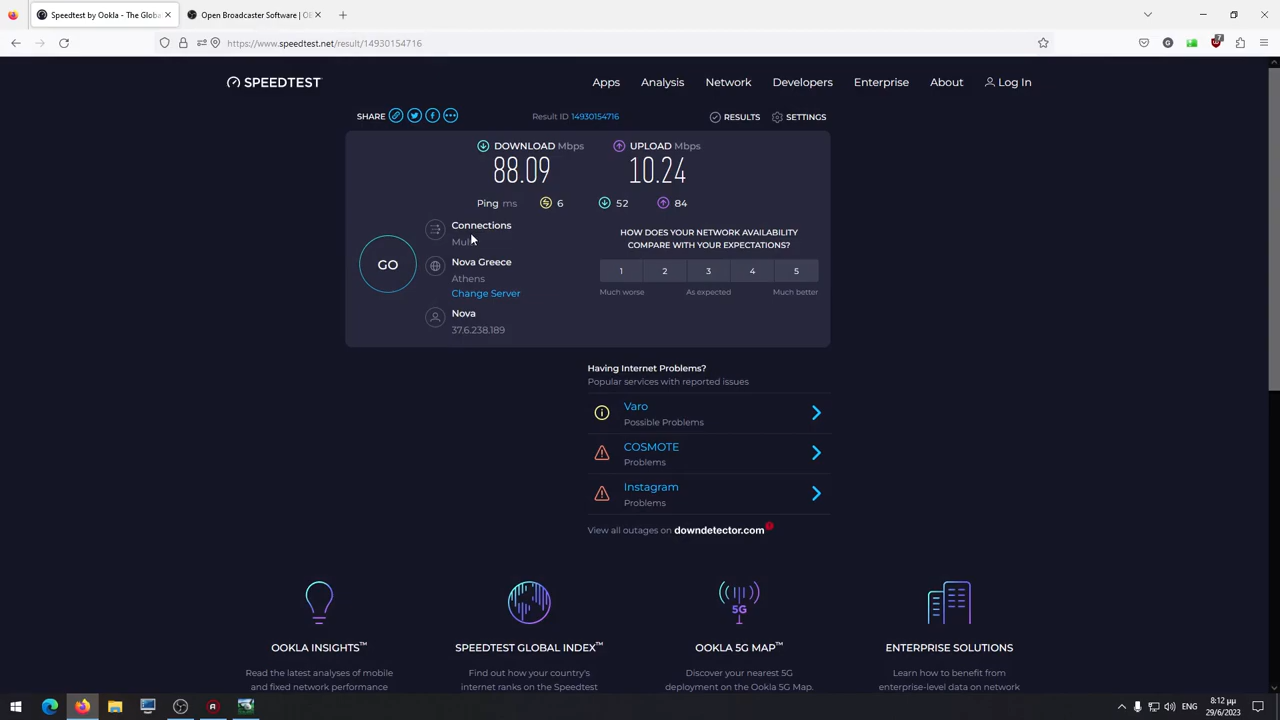 Speedtest by Ookla - The Globa
Open Broadcaster Software | O
https://www.speedtest.net/result/14930154716
7
SPEEDTEST
Apps
Analysis
Network
Developers
Enterprise
About
Log In
SHARE
Result ID 14930154716
RESULTS
SETTINGS
DOWNLOAD Mbps
UPLOAD Mbps
88.09
10.24
Ping ms
6
52
84
Connections
Mul
GO
Nova Greece
Athens
Change Server
Nova
37.6.238.189
HOW DOES YOUR NETWORK AVAILABILITY
COMPARE WITH YOUR EXPECTATIONS?
1
2
3
4
5
Much worse
As expected
Much better
Having Internet Problems?
Popular services with reported issues
Varo
Possible Problems
COSMOTE
Problems
Instagram
Problems
View all outages on downdetector.com
5G
OOKLA INSIGHTS™
SPEEDTEST GLOBAL INDEX™
OOKLA 5G MAP™
ENTERPRISE SOLUTIONS
Read the latest analyses of mobile
and fixed network performance
Find out how your country's
internet ranks on the Speedtest
Discover your nearest 5G
deployment on the Ookla 5G Map.
Learn how to benefit from
enterprise-level data on network
ENG
8:12 μμ
29/6/2023